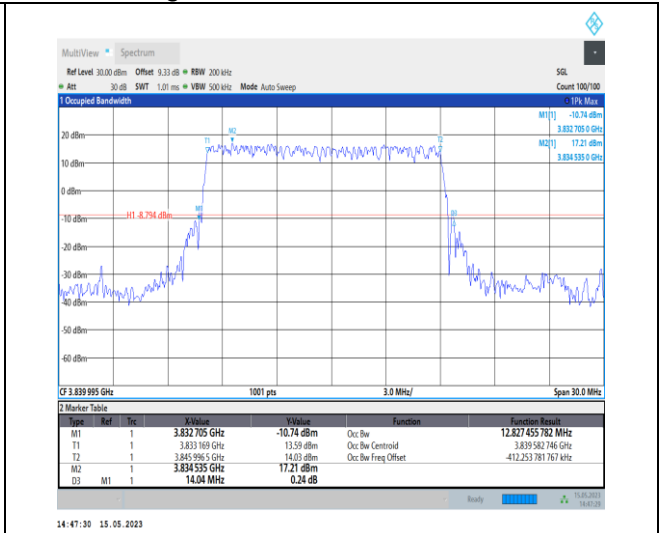 MultiView Spectrum
Ref Level 30.00 dBm Offset 9.33 dB RBW 200 kHz SGL
Att 30 dB SWT 1.01 ms VBW 500 kHz Mode Auto Sweep Count 100/100
1 Occupied Bandwidth 1Pk Max
M1[1] -10.74 dBm
3.832 705 0 GHz
M2[1] 17.21 dBm
3.834 535 0 GHz
20 dBm
T1
M2
T2
10 dBm
0 dBm
M1
D3
-10 dBm
H1 -8.794 dBm
-20 dBm
-30 dBm
-40 dBm
-50 dBm
-60 dBm
CF 3.839 995 GHz 1001 pts 3.0 MHz/ Span 30.0 MHz
2 Marker Table
Type Ref Trc X-Value Y-Value Function Function Result
M1 1 3.832 705 GHz -10.74 dBm Occ Bw 12.827 455 782 MHz
T1 1 3.833 169 GHz 13.59 dBm Occ Bw Centroid 3.839 582 746 GHz
T2 1 3.845 996 5 GHz 14.03 dBm Occ Bw Freq Offset -412.253 781 767 kHz
M2 1 3.834 535 GHz 17.21 dBm
D3 M1 1 14.04 MHz 0.24 dB
Ready 15.05.2023
14:47:29
14:47:30 15.05.2023